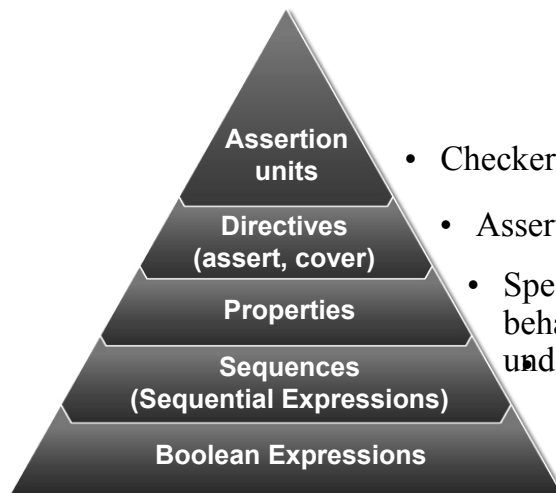 Assertion
units
• Checker
Directives
(assert, cover)
• Asser
Properties
• Spe
beha
und
Sequences
(Sequential Expressions)
Boolean Expressions